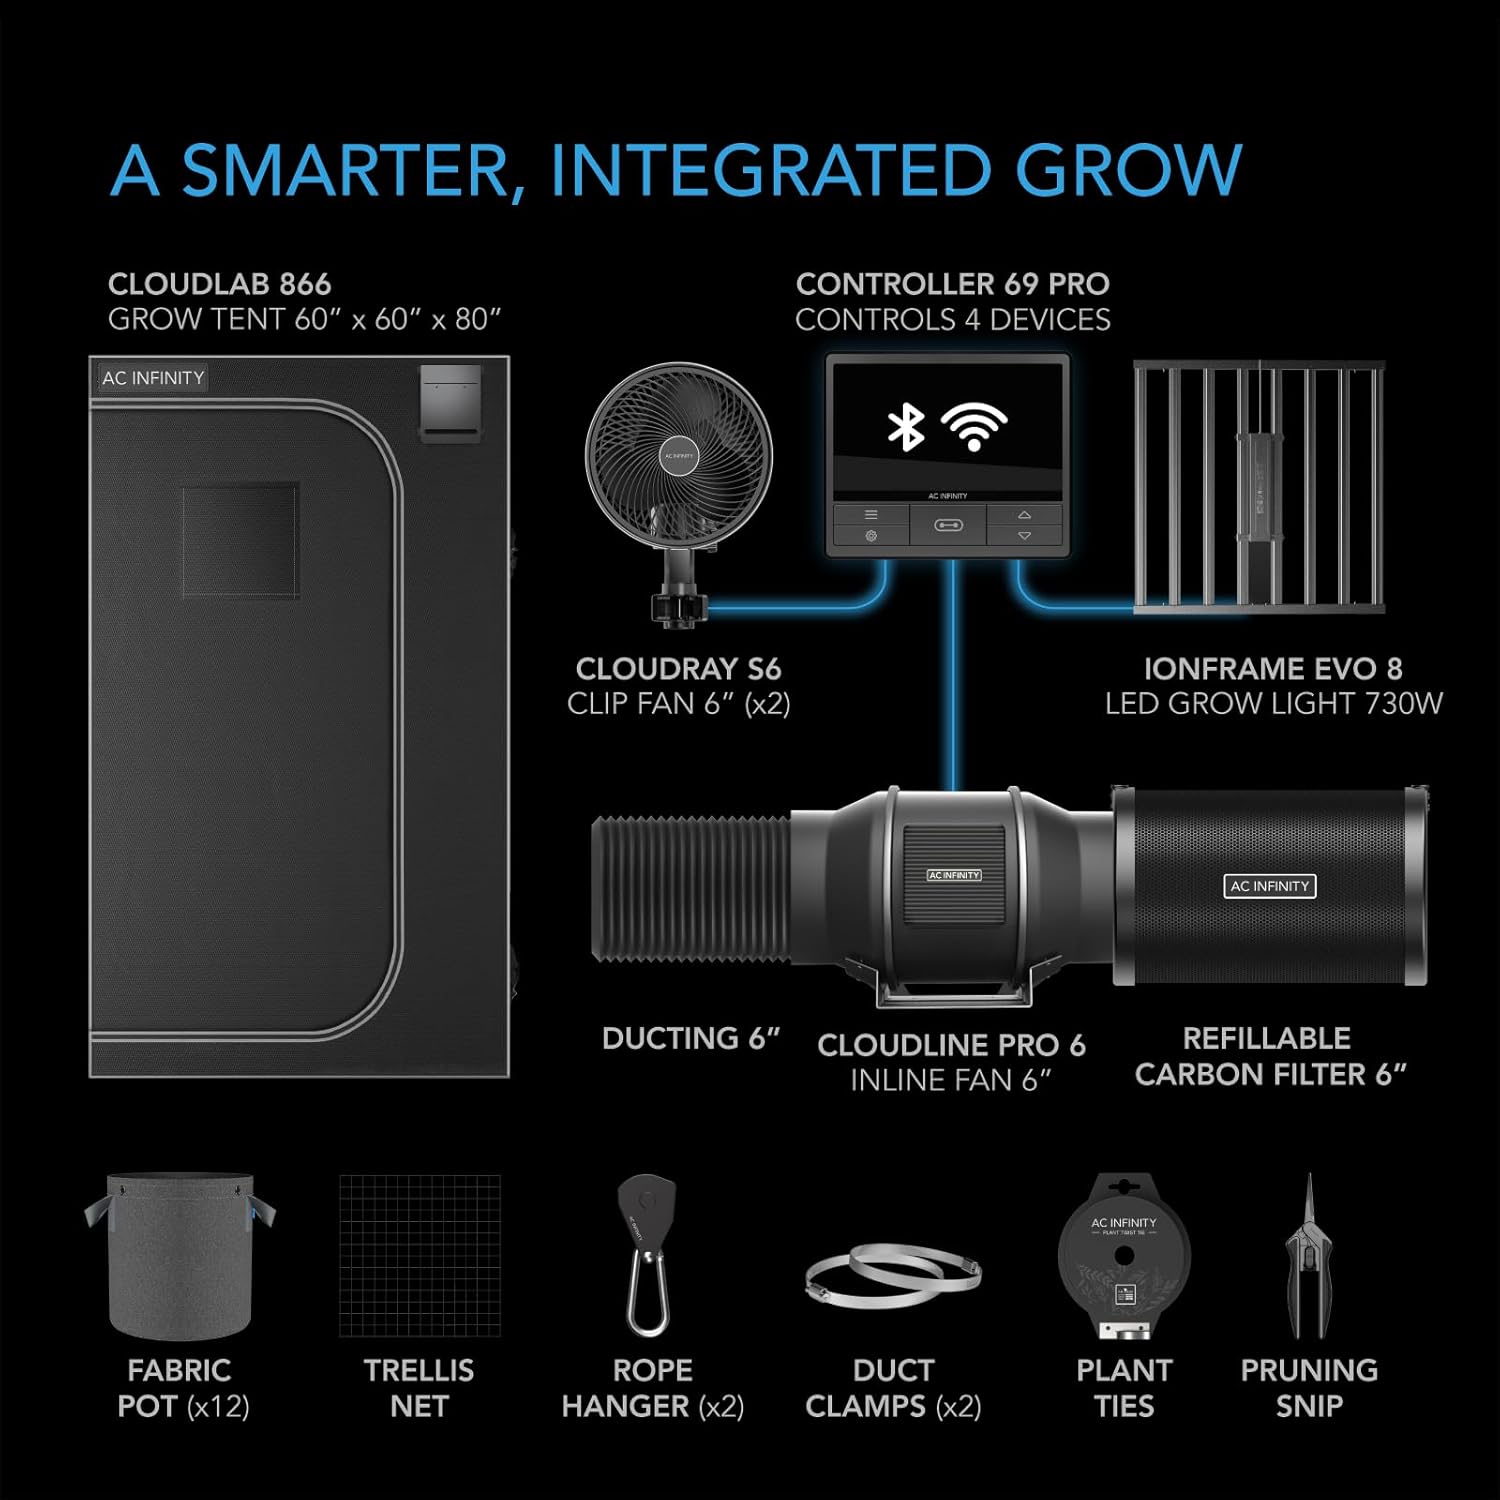 A SMARTER, INTEGRATED GROW
CLOUDLAB 866
GROW TENT 60” x 60” x 80”
AC INFINITY
CONTROLLER 69 PRO
CONTROLS 4 DEVICES
AC INFINITY
AC INFINITY
CLOUDRAY S6
CLIP FAN 6” (x2)
IONFRAME EVO 8
LED GROW LIGHT 730W
AC INFINITY
AC INFINITY
DUCTING 6”
CLOUDLINE PRO 6
INLINE FAN 6”
REFILLABLE
CARBON FILTER 6”
AC INFINITY
AC INFINITY
PLANT TWIST TIE
FABRIC
POT (x12)
TRELLIS
NET
ROPE
HANGER (x2)
DUCT
CLAMPS (x2)
PLANT
TIES
PRUNING
SNIP